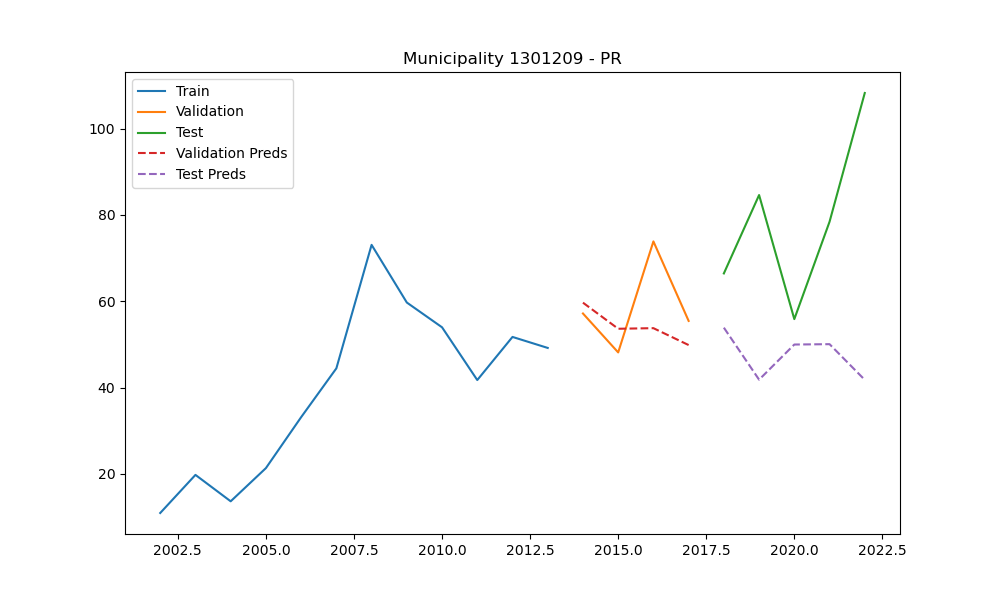 Municipality 1301209 - PR
Train
Validation
Test
Validation Preds
Test Preds
100
80
60
40
20
2002.5 2005.0 2007.5 2010.0 2012.5 2015.0 2017.5 2020.0 2022.5